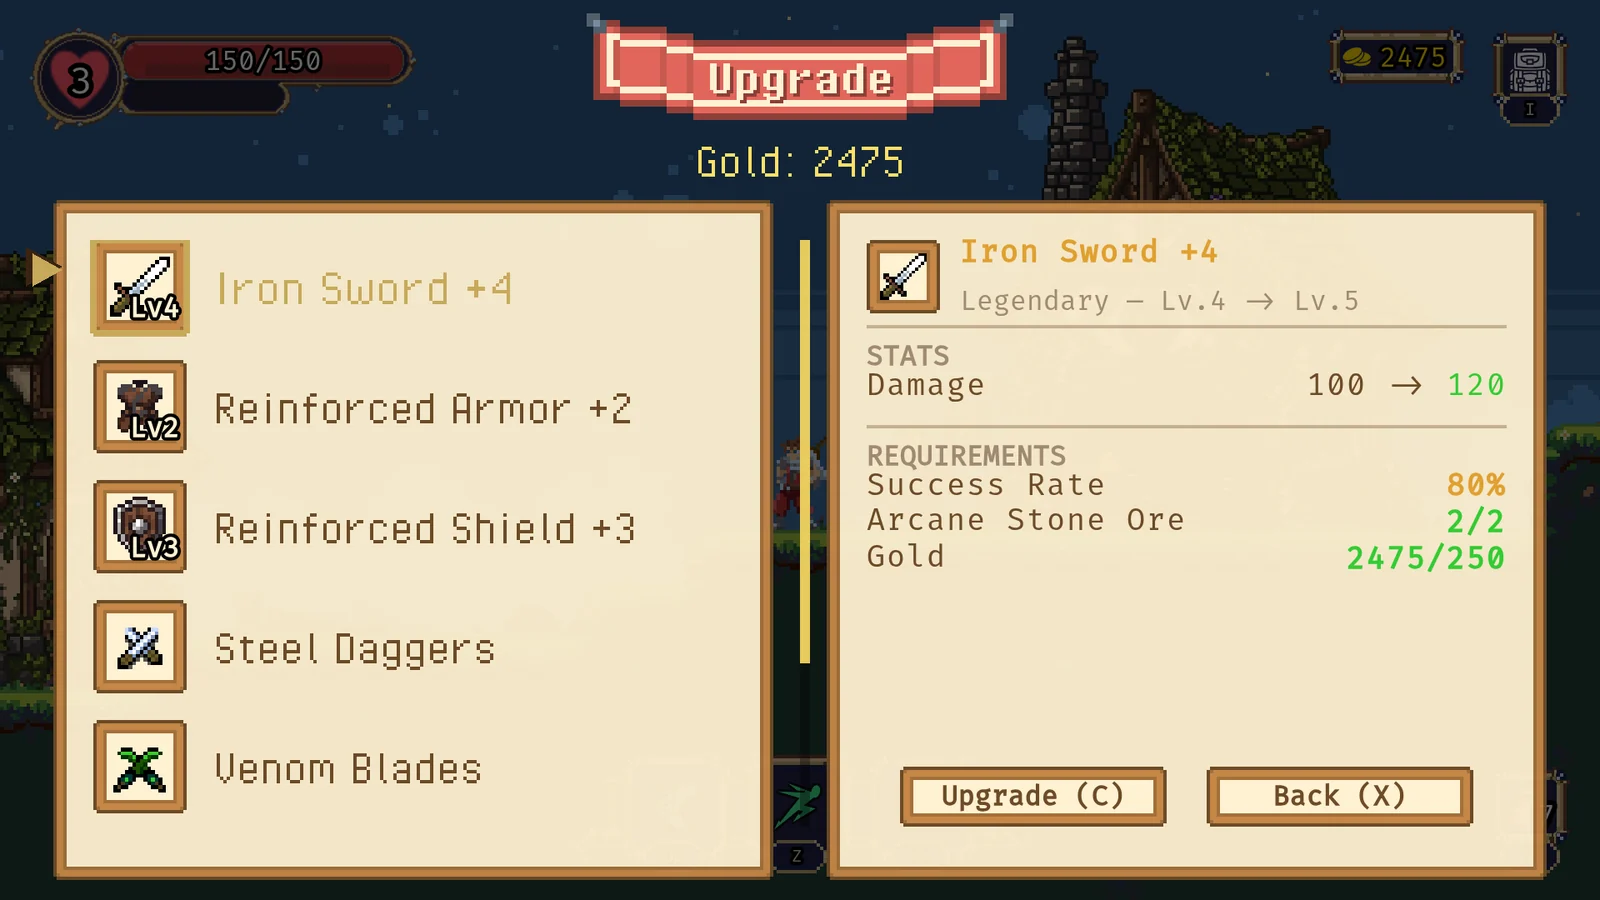 3
150/150
Upgrade
2475
I
Gold: 2475
Lv4
Iron Sword +4
Lv2
Reinforced Armor +2
Lv3
Reinforced Shield +3
Steel Daggers
Venom Blades
Iron Sword +4
Legendary – Lv.4 → Lv.5
STATS
Damage 100 → 120
REQUIREMENTS
Success Rate 80%
Arcane Stone Ore 2/2
Gold 2475/250
Upgrade (C)
Back (X)
Z